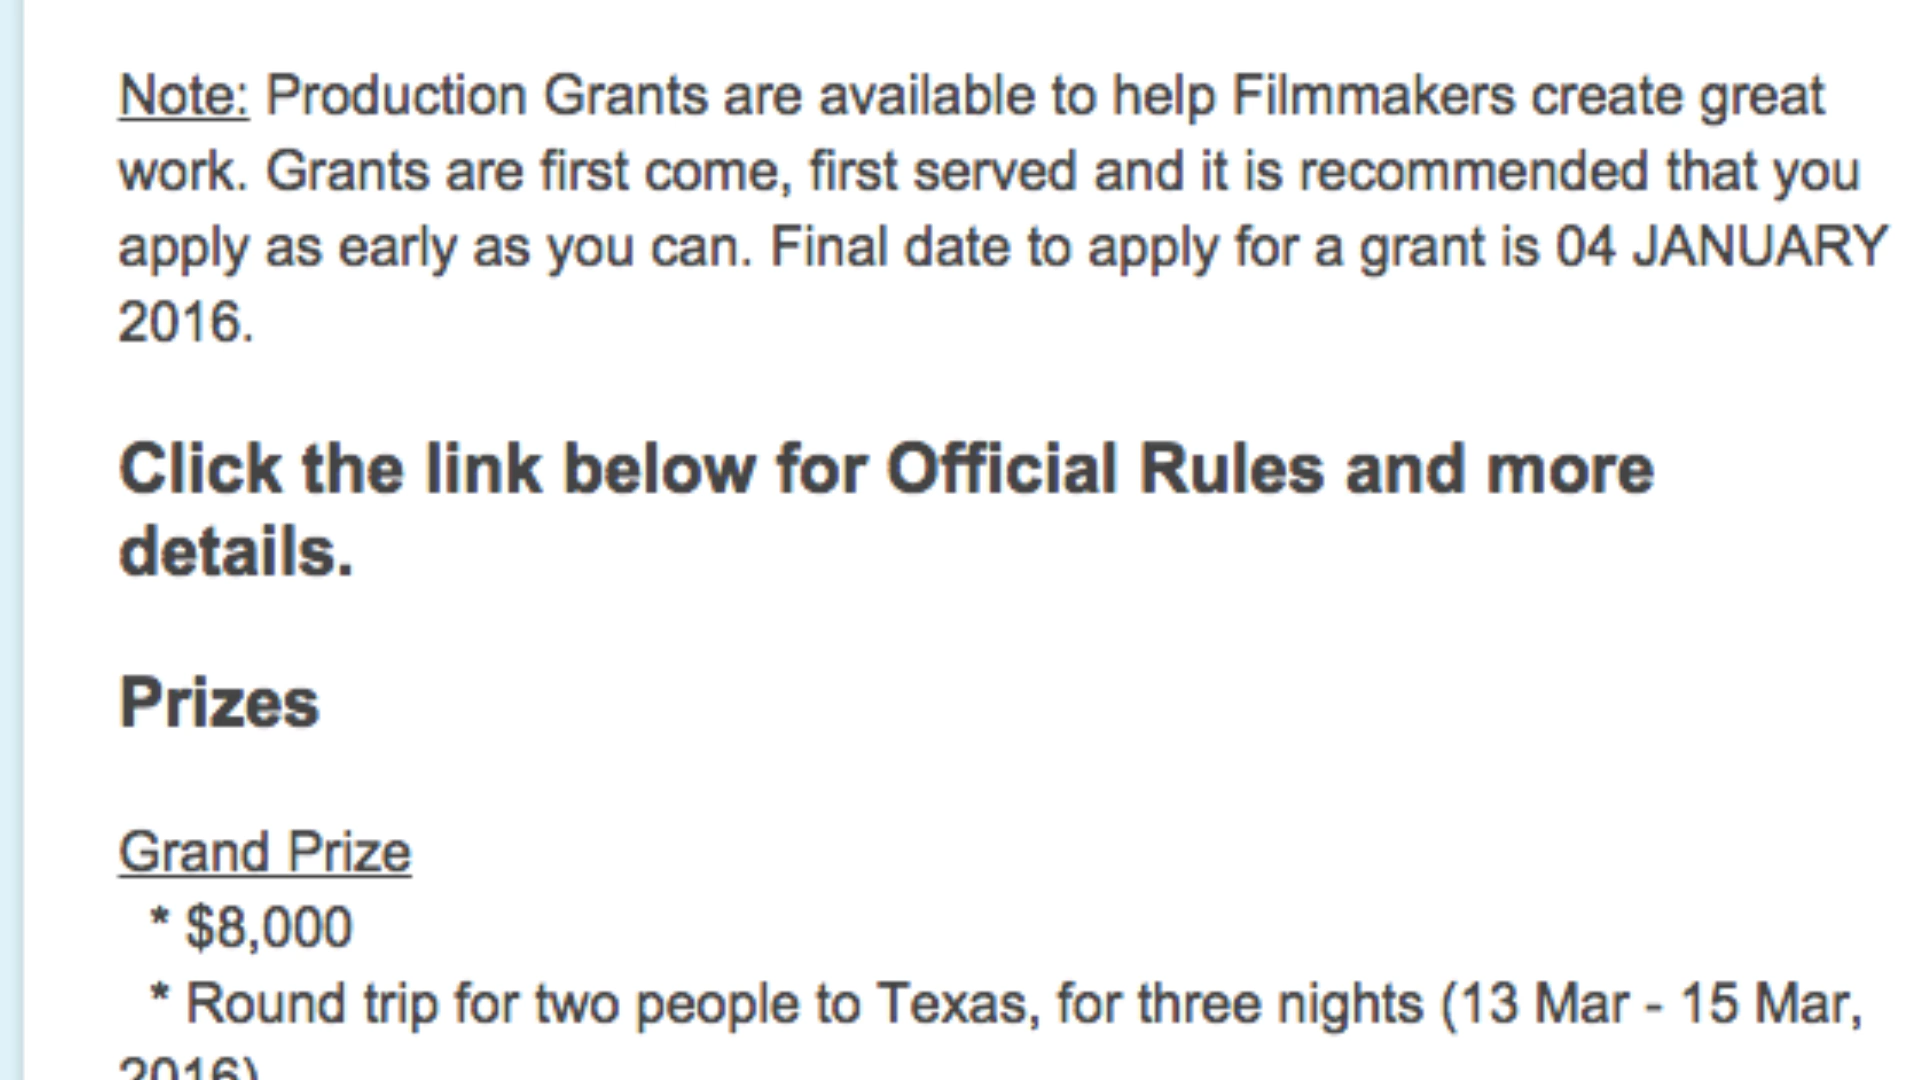 Note: Production Grants are available to help Filmmakers create great
work. Grants are first come, first served and it is recommended that you
apply as early as you can. Final date to apply for a grant is 04 JANUARY
2016.
Click the link below for Official Rules and more
details.
Prizes
Grand Prize
* $8,000
* Round trip for two people to Texas, for three nights (13 Mar - 15 Mar,
2016)